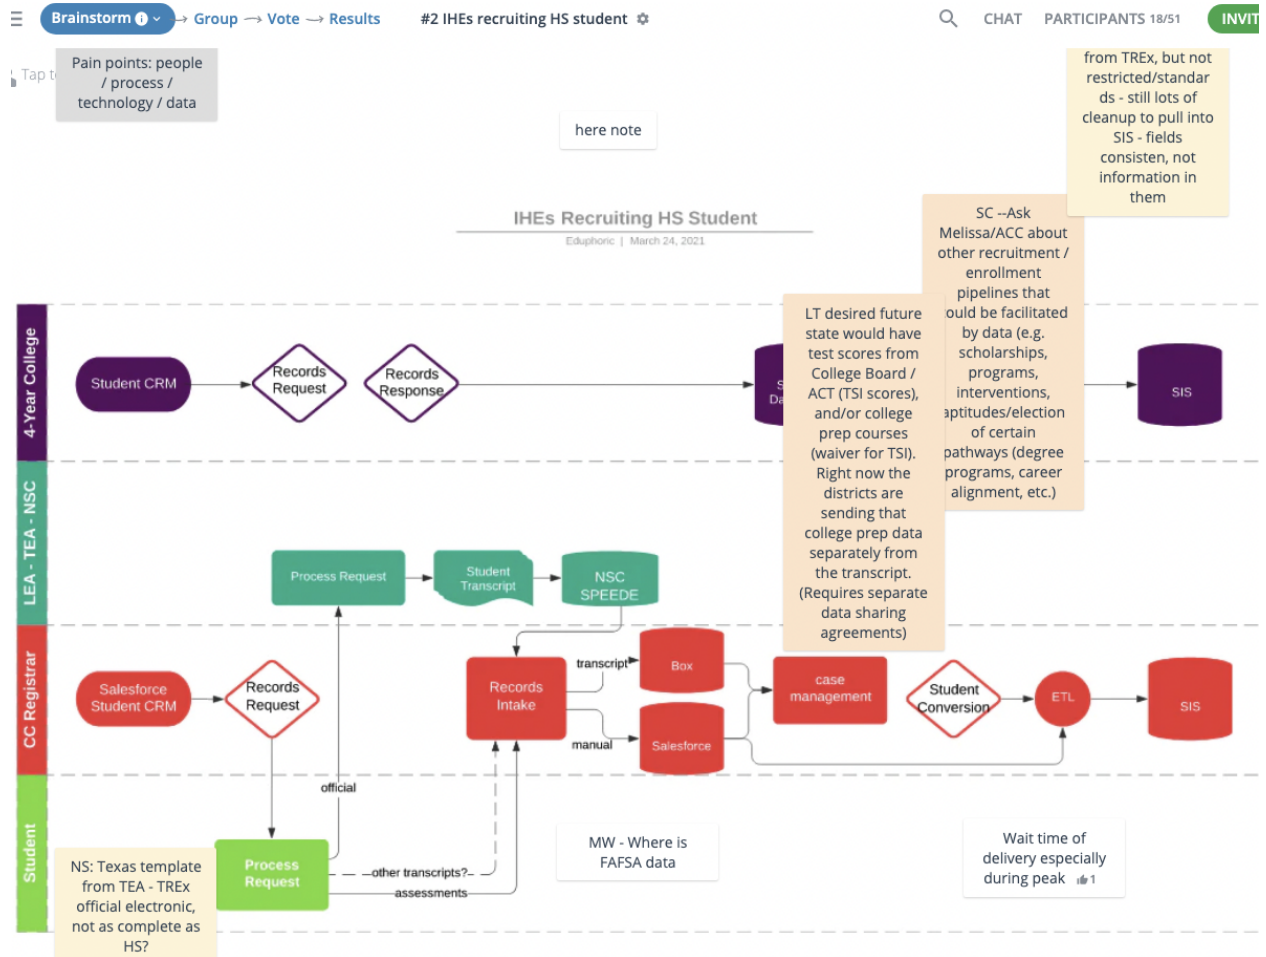 Brainstorm
Group
Vote
Results
#2 IHEs recruiting HS student
CHAT
PARTICIPANTS 18/51
INVIT
Tap to
Pain points: people
/ process /
technology / data
here note
from TREx, but not
restricted/standar
ds - still lots of
cleanup to pull into
SIS - fields
consisten, not
information in
them
IHEs Recruiting HS Student
Eduphoric | March 24, 2021
SC --Ask
Melissa/ACC about
other recruitment /
enrollment
pipelines that
ould be facilitated
by data (e.g.
scholarships,
programs,
interventions,
aptitudes/election
of certain
pathways (degree
programs, career
alignment, etc.)
LT desired future
state would have
test scores from
College Board /
ACT (TSI scores),
and/or college
prep courses
(waiver for TSI).
Right now the
districts are
sending that
college prep data
separately from
the transcript.
(Requires separate
data sharing
agreements)
4-Year College
Student CRM
Records
Request
Records
Response
S
Da
SIS
LEA - TEA - NSC
Process Request
Student
Transcript
NSC
SPEEDE
CC Registrar
Salesforce
Student CRM
Records
Request
Records
Intake
transcript
manual
Box
Salesforce
case
management
Student
Conversion
ETL
SIS
official
Student
Process
Request
other transcripts?
assessments
NS: Texas template
from TEA - TREx
official electronic,
not as complete as
HS?
MW - Where is
FAFSA data
Wait time of
delivery especially
during peak 1